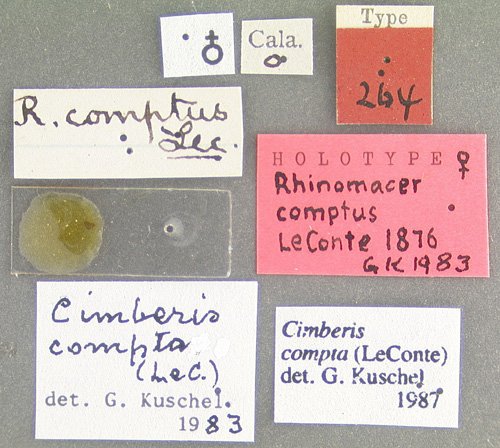 ♀
Cala.
Type
264
R. comptus
Lec.
HOLOTYPE ♀
Rhinomacer
comptus
LeConte 1876
GK 1983
Cimberis
compta
(LeC.)
det. G. Kuschel.
1983
Cimberis
compta (LeConte)
det. G. Kuschel
1987